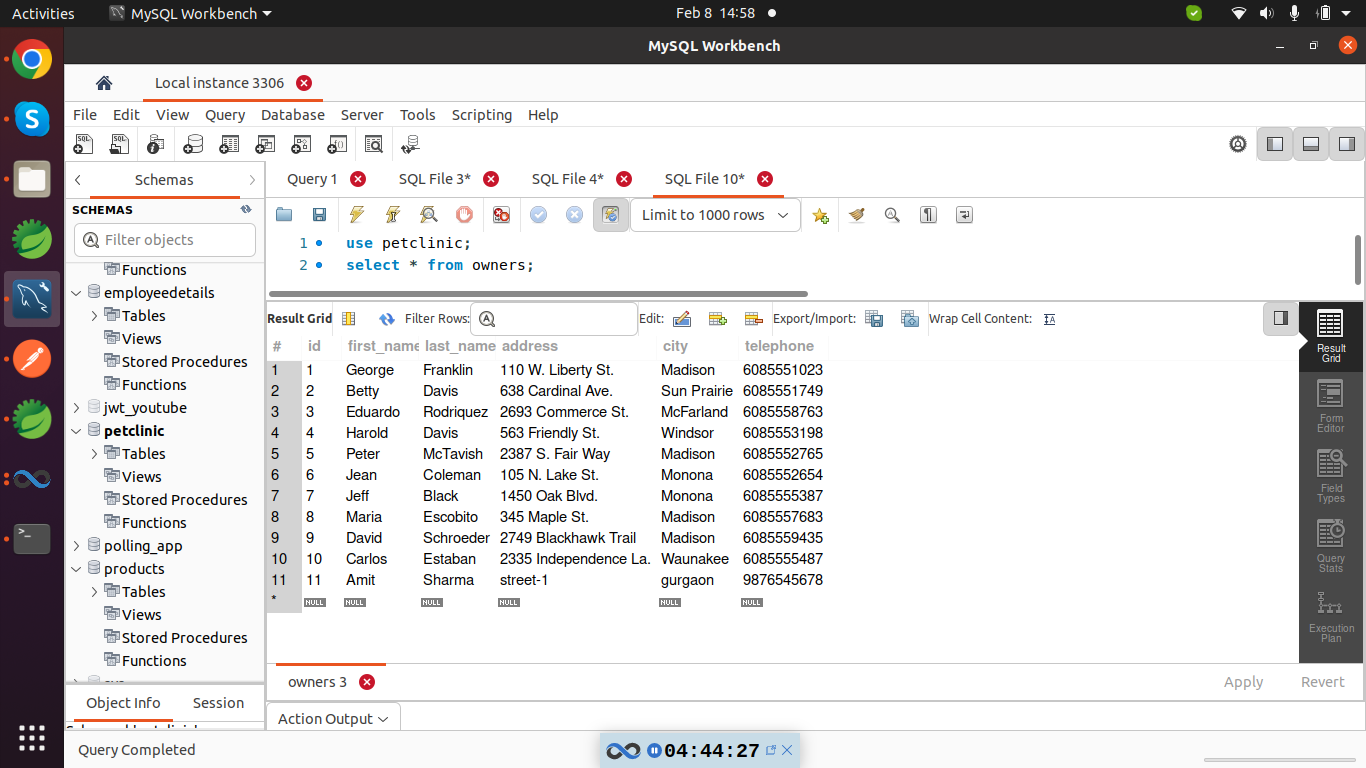 Activities MySQL Workbench Feb 8 14:58
MySQL Workbench
Local instance 3306
File Edit View Query Database Server Tools Scripting Help
Schemas Query 1 SQL File 3* SQL File 4* SQL File 10*
SCHEMAS
Limit to 1000 rows
Filter objects
1 use petclinic;
2 select * from owners;
Functions
employeedetails
Tables
Views
Stored Procedures
Functions
jwt_youtube
petclinic
Tables
Views
Stored Procedures
Functions
polling_app
products
Tables
Views
Stored Procedures
Functions
Result Grid Filter Rows: Edit: Export/Import: Wrap Cell Content:
# id first_name last_name address city telephone
1 1 George Franklin 110 W. Liberty St. Madison 6085551023
2 2 Betty Davis 638 Cardinal Ave. Sun Prairie 6085551749
3 3 Eduardo Rodriquez 2693 Commerce St. McFarland 6085558763
4 4 Harold Davis 563 Friendly St. Windsor 6085553198
5 5 Peter McTavish 2387 S. Fair Way Madison 6085552765
6 6 Jean Coleman 105 N. Lake St. Monona 6085552654
7 7 Jeff Black 1450 Oak Blvd. Monona 6085555387
8 8 Maria Escobito 345 Maple St. Madison 6085557683
9 9 David Schroeder 2749 Blackhawk Trail Madison 6085559435
10 10 Carlos Estaban 2335 Independence La. Waunakee 6085555487
11 11 Amit Sharma street-1 gurgaon 9876545678
* NULL NULL NULL NULL NULL NULL
Result
Grid
Form
Editor
Field
Types
Query
Stats
Execution
Plan
owners 3 Apply Revert
Object Info Session
Action Output
Query Completed
04:44:27